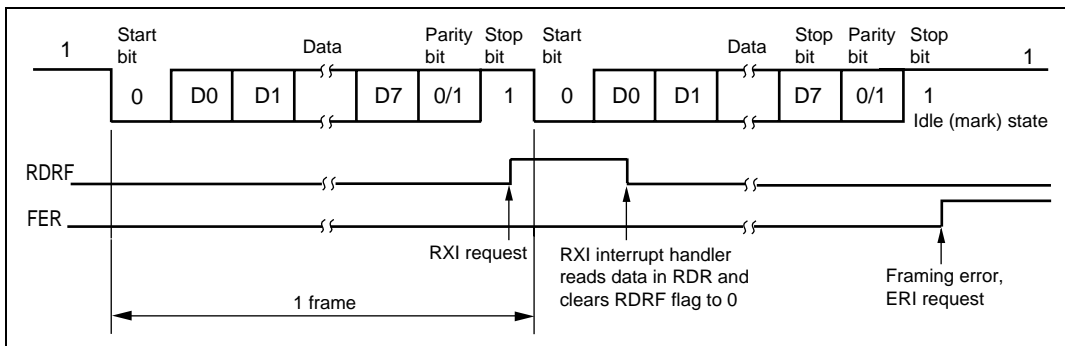 1 Start bit Data Parity bit Stop bit Start bit Data Stop bit Parity bit Stop bit 1
0 D0 D1 D7 0/1 1 0 D0 D1 D7 0/1 1
Idle (mark) state
RDRF
FER
RXI request
RXI interrupt handler
reads data in RDR and
clears RDRF flag to 0
Framing error,
ERI request
1 frame